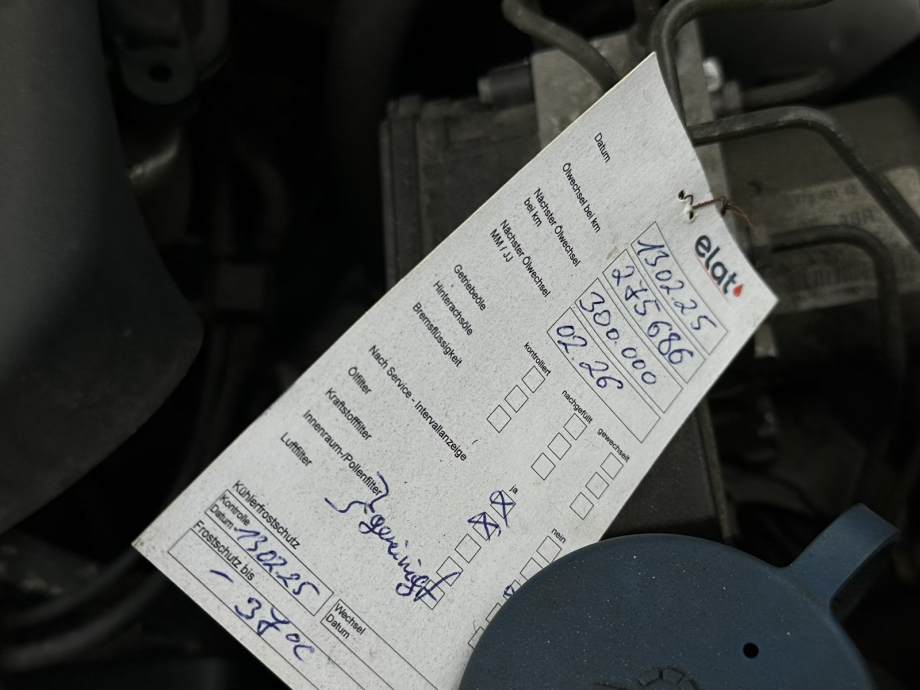 elat
Datum 13 02. 25
Ölwechsel bei km 275 686
Nächster Ölwechsel
bei km 300.000
Nächster Ölwechsel
MM / JJ 02. 26
kontrolliert nachgefüllt gewechselt
Getriebeöle
Hinterachsöle
Bremsflüssigkeit
ja nein
Nach Service - Intervallanzeige
Ölfilter
Kraftstofffilter
Innenraum-/Pollenfilter
Luftfilter
gereinigt
Kühlerfrostschutz
Kontrolle
Datum 13 02 25
Wechsel
Datum
Frostschutz bis - 37 °C